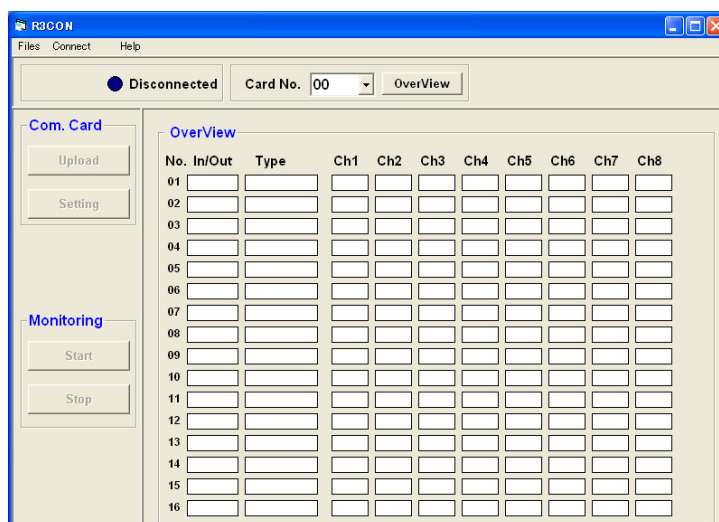 R3CON
Files Connect Help
Disconnected Card No. 00 OverView
Com. Card
Upload
Setting
Monitoring
Start
Stop
OverView
No. In/Out Type Ch1 Ch2 Ch3 Ch4 Ch5 Ch6 Ch7 Ch8
01
02
03
04
05
06
07
08
09
10
11
12
13
14
15
16